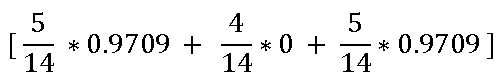 [ 5/14 * 0.9709 + 4/14 * 0 + 5/14 * 0.9709 ]